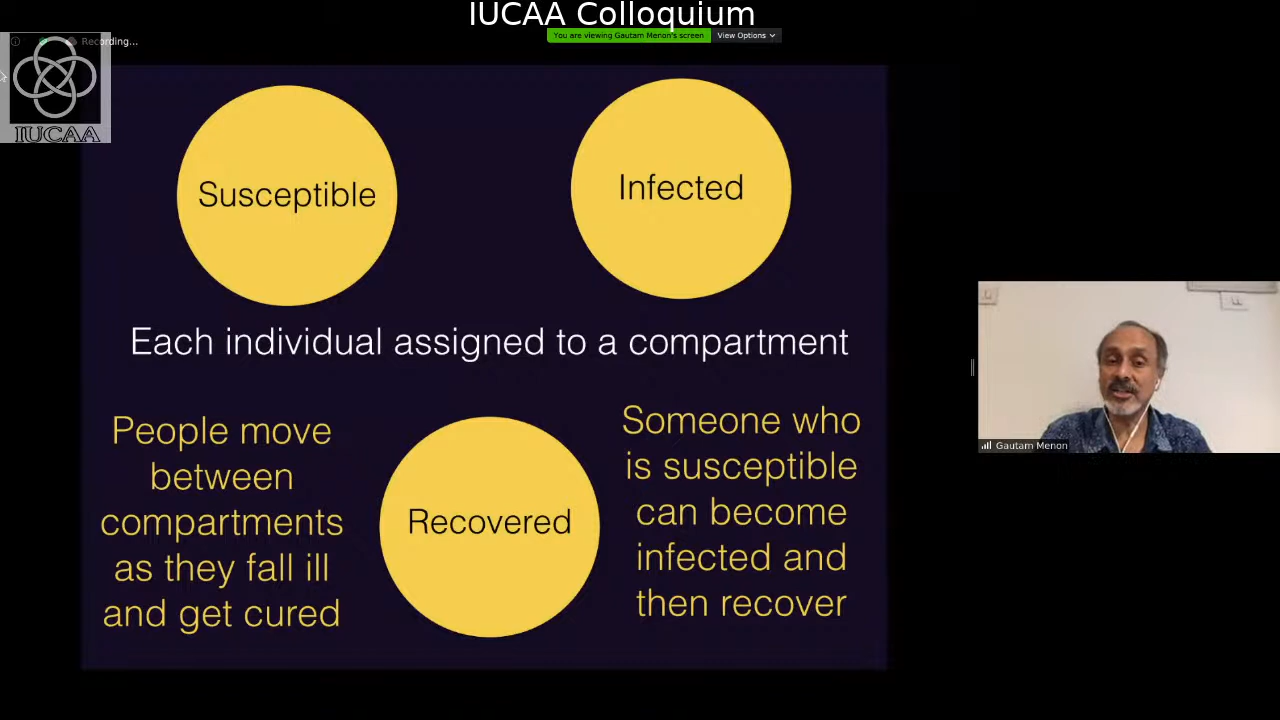 IUCAA Colloquium
You are viewing Gautam Menon's screen
View Options
Recording...
IUCAA
Susceptible
Infected
Each individual assigned to a compartment
People move
between
compartments
as they fall ill
and get cured
Recovered
Someone who
is susceptible
can become
infected and
then recover
Gautam Menon